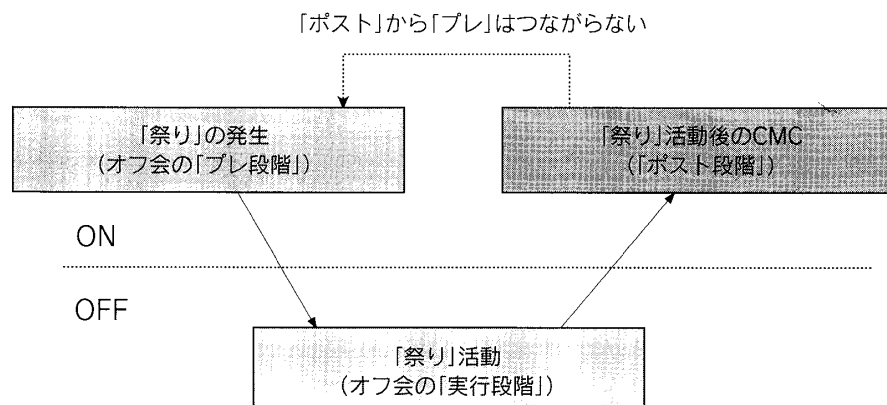 「ポスト」から「プレ」はつながらない
「祭り」の発生
(オフ会の「プレ段階」)
「祭り」活動後のCMC
(「ポスト段階」)
ON
OFF
「祭り」活動
(オフ会の「実行段階」)